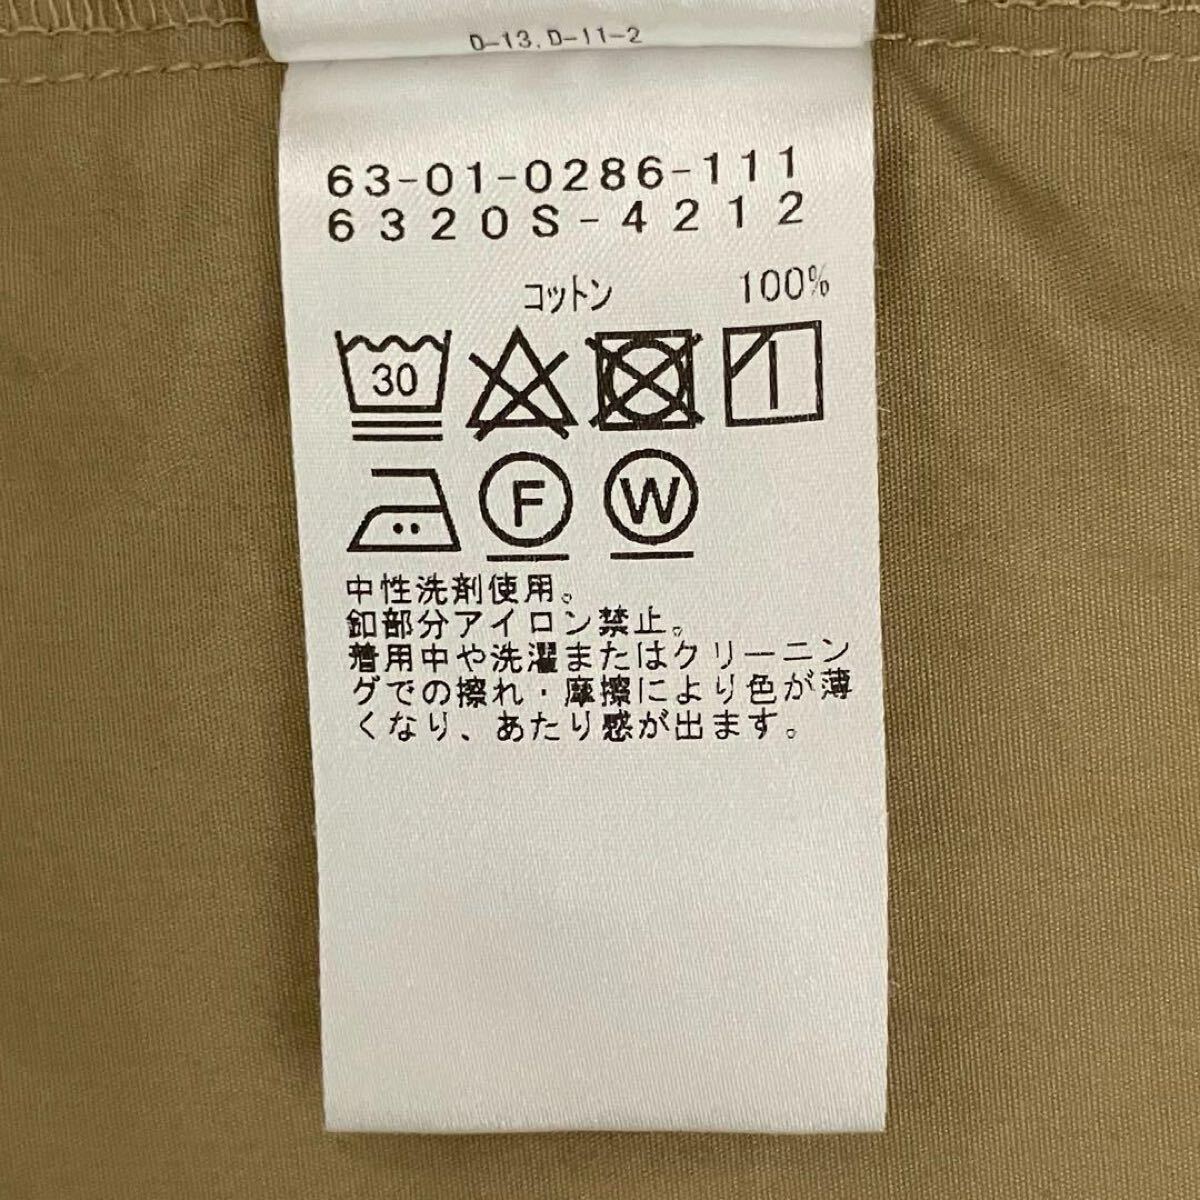 D-13, D-11-2
63-01-0286-111
6320S-4212
コットン 100%
30
F W
中性洗剤使用。
釦部分アイロン禁止。
着用中や洗濯またはクリーニン
グでの擦れ・摩擦により色が薄
くなり、あたり感が出ます。